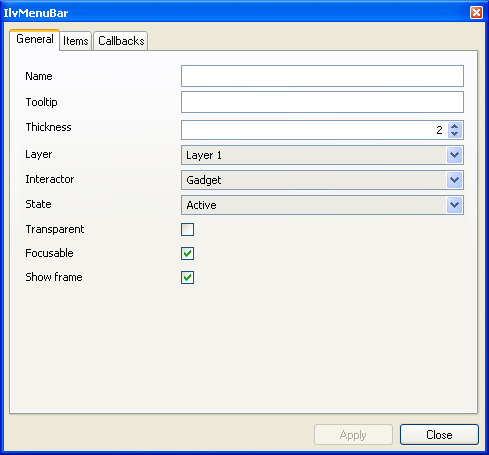 IlvMenuBar
General Items Callbacks
Name
Tooltip
Thickness 2
Layer Layer 1
Interactor Gadget
State Active
Transparent
Focusable
Show frame
Apply Close